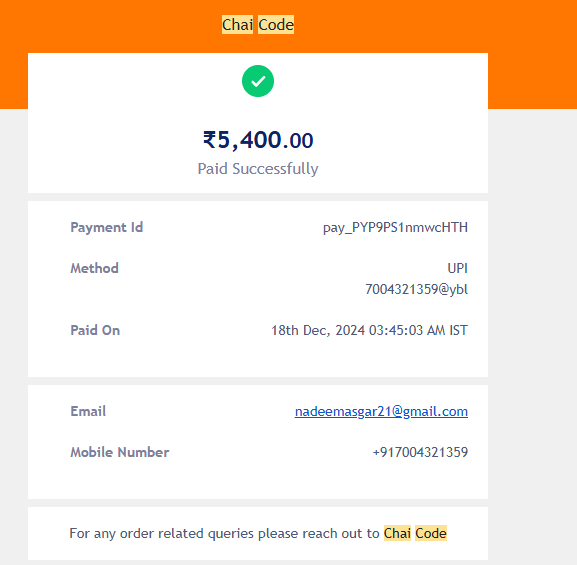 Chai Code
₹5,400.00
Paid Successfully
Payment Id pay_PYP9PS1nmwcHTH
Method UPI
7004321359@ybl
Paid On 18th Dec, 2024 03:45:03 AM IST
Email nadeemasgar21@gmail.com
Mobile Number +917004321359
For any order related queries please reach out to Chai Code